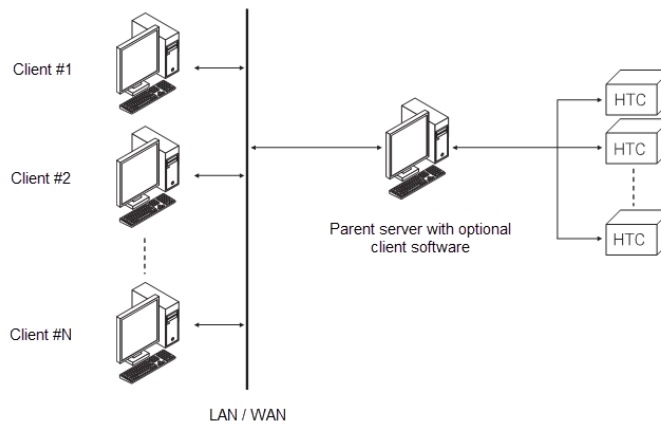 Client #1
HTC
HTC
Client #2
Parent server with optional
client software
HTC
Client #N
LAN / WAN